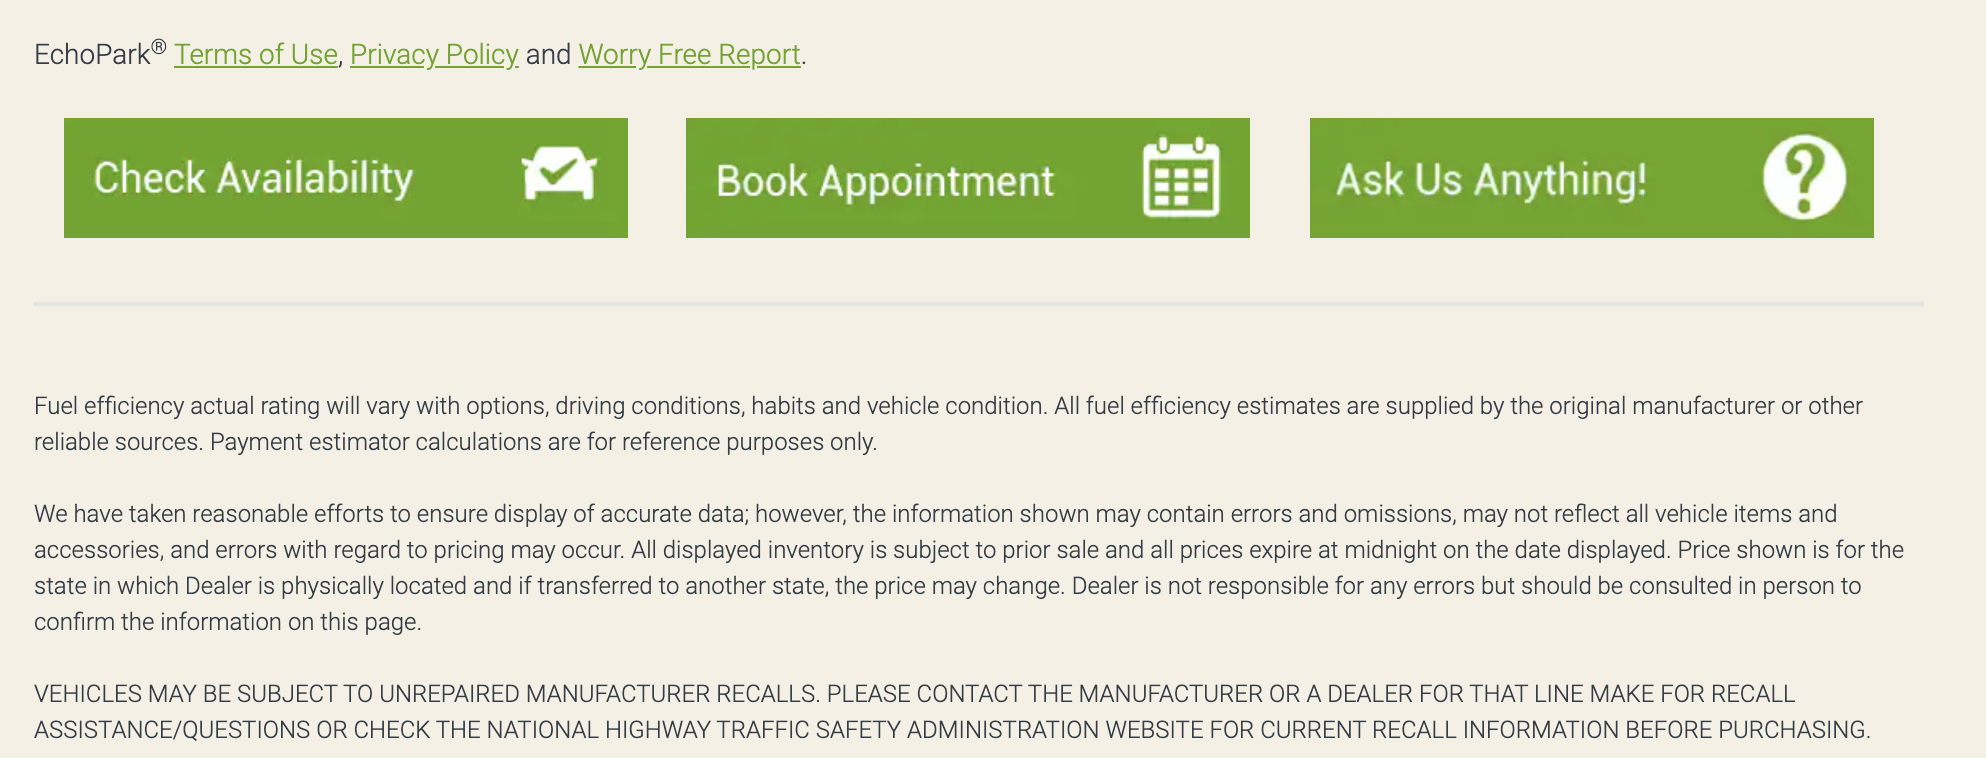 EchoPark® Terms of Use, Privacy Policy and Worry Free Report.
Check Availability
Book Appointment
Ask Us Anything!
Fuel efficiency actual rating will vary with options, driving conditions, habits and vehicle condition. All fuel efficiency estimates are supplied by the original manufacturer or other
reliable sources. Payment estimator calculations are for reference purposes only.
We have taken reasonable efforts to ensure display of accurate data; however, the information shown may contain errors and omissions, may not reflect all vehicle items and
accessories, and errors with regard to pricing may occur. All displayed inventory is subject to prior sale and all prices expire at midnight on the date displayed. Price shown is for the
state in which Dealer is physically located and if transferred to another state, the price may change. Dealer is not responsible for any errors but should be consulted in person to
confirm the information on this page.
VEHICLES MAY BE SUBJECT TO UNREPAIRED MANUFACTURER RECALLS. PLEASE CONTACT THE MANUFACTURER OR A DEALER FOR THAT LINE MAKE FOR RECALL
ASSISTANCE/QUESTIONS OR CHECK THE NATIONAL HIGHWAY TRAFFIC SAFETY ADMINISTRATION WEBSITE FOR CURRENT RECALL INFORMATION BEFORE PURCHASING.